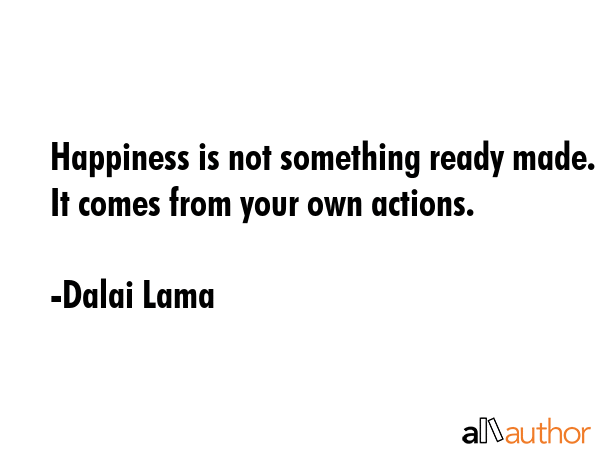 Happiness is not something ready made.
It comes from your own actions.
-Dalai Lama
allauthor